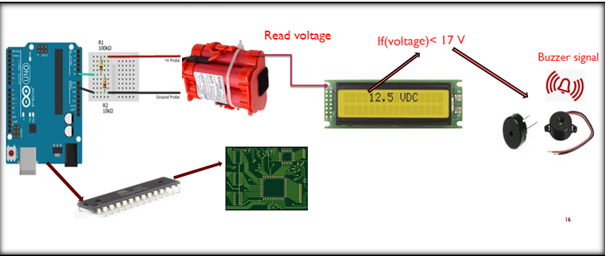 Read voltage
If(voltage)< 17 V
Buzzer signal
R1
100kΩ
+V Probe
R2
10kΩ
Ground Probe
UNO
ARDUINO
12.5 VDC
16